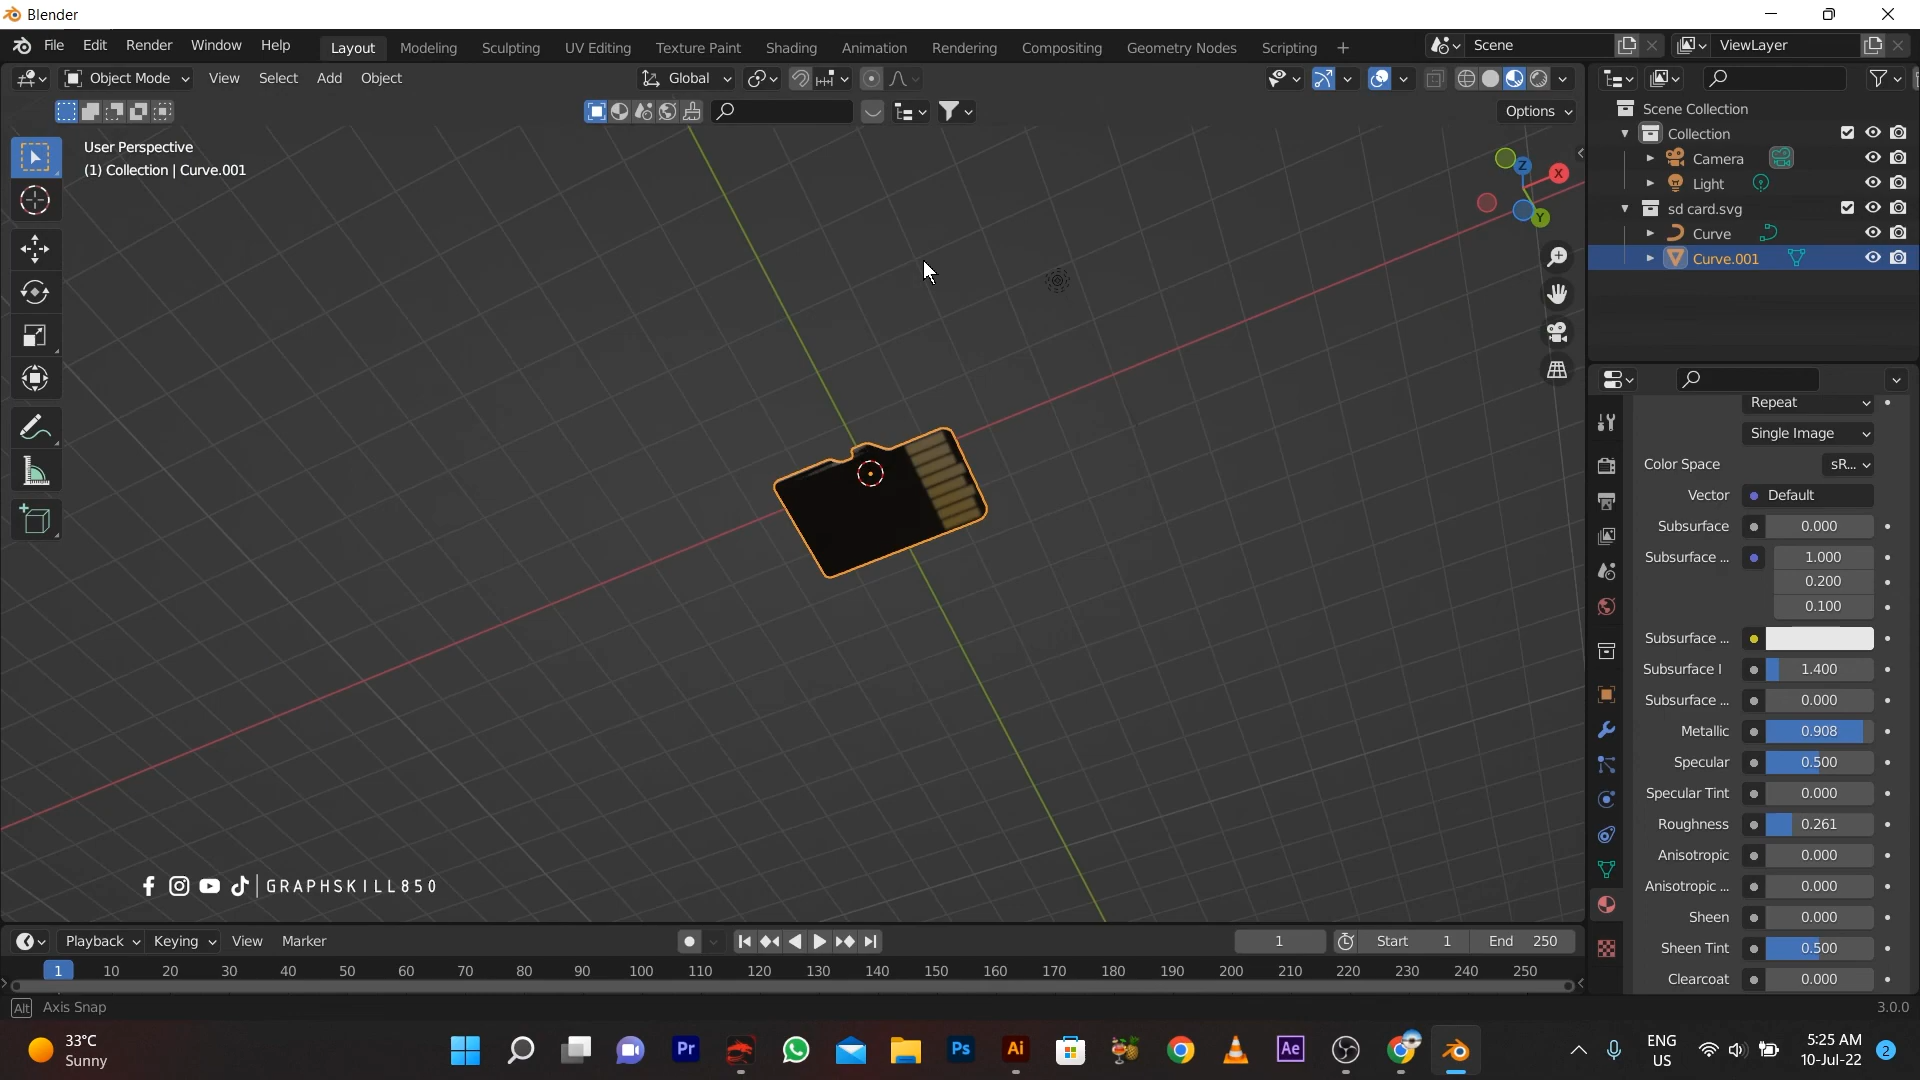 Blender
File Edit Render Window Help Layout Modeling Sculpting UV Editing Texture Paint Shading Animation Rendering Compositing Geometry Nodes Scripting + Scene ViewLayer
Object Mode View Select Add Object Global
Options
User Perspective
(1) Collection | Curve.001
Z
X
Y
Scene Collection
Collection
Camera
Light
sd card.svg
Curve
Curve.001
Repeat
Single Image
Color Space sR...
Vector Default
Subsurface 0.000
Subsurface ... 1.000
0.200
0.100
Subsurface ...
Subsurface I 1.400
Subsurface ... 0.000
Metallic 0.908
Specular 0.500
Specular Tint 0.000
Roughness 0.261
Anisotropic 0.000
Anisotropic ... 0.000
Sheen 0.000
Sheen Tint 0.500
Clearcoat 0.000
GRAPHSKILL850
Playback Keying View Marker 1 Start 1 End 250
1 10 20 30 40 50 60 70 80 90 100 110 120 130 140 150 160 170 180 190 200 210 220 230 240 250
Alt Axis Snap 3.0.0
33°C
Sunny
Pr Ps Ai Ae
ENG
US
5:25 AM
10-Jul-22
2